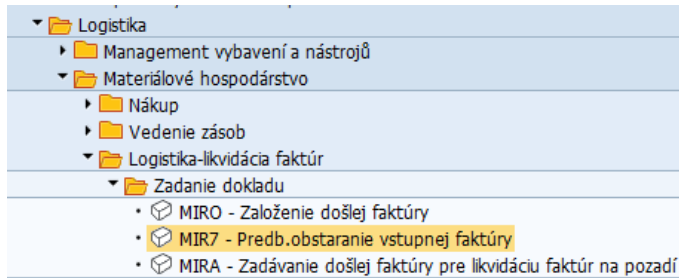 Logistika
Management vybavení a nástrojů
Materiálové hospodárstvo
Nákup
Vedenie zásob
Logistika-likvidácia faktúr
Zadanie dokladu
MIRO - Založenie došlej faktúry
MIR7 - Predb.obstaranie vstupnej faktúry
MIRA - Zadávanie došlej faktúry pre likvidáciu faktúr na pozadí